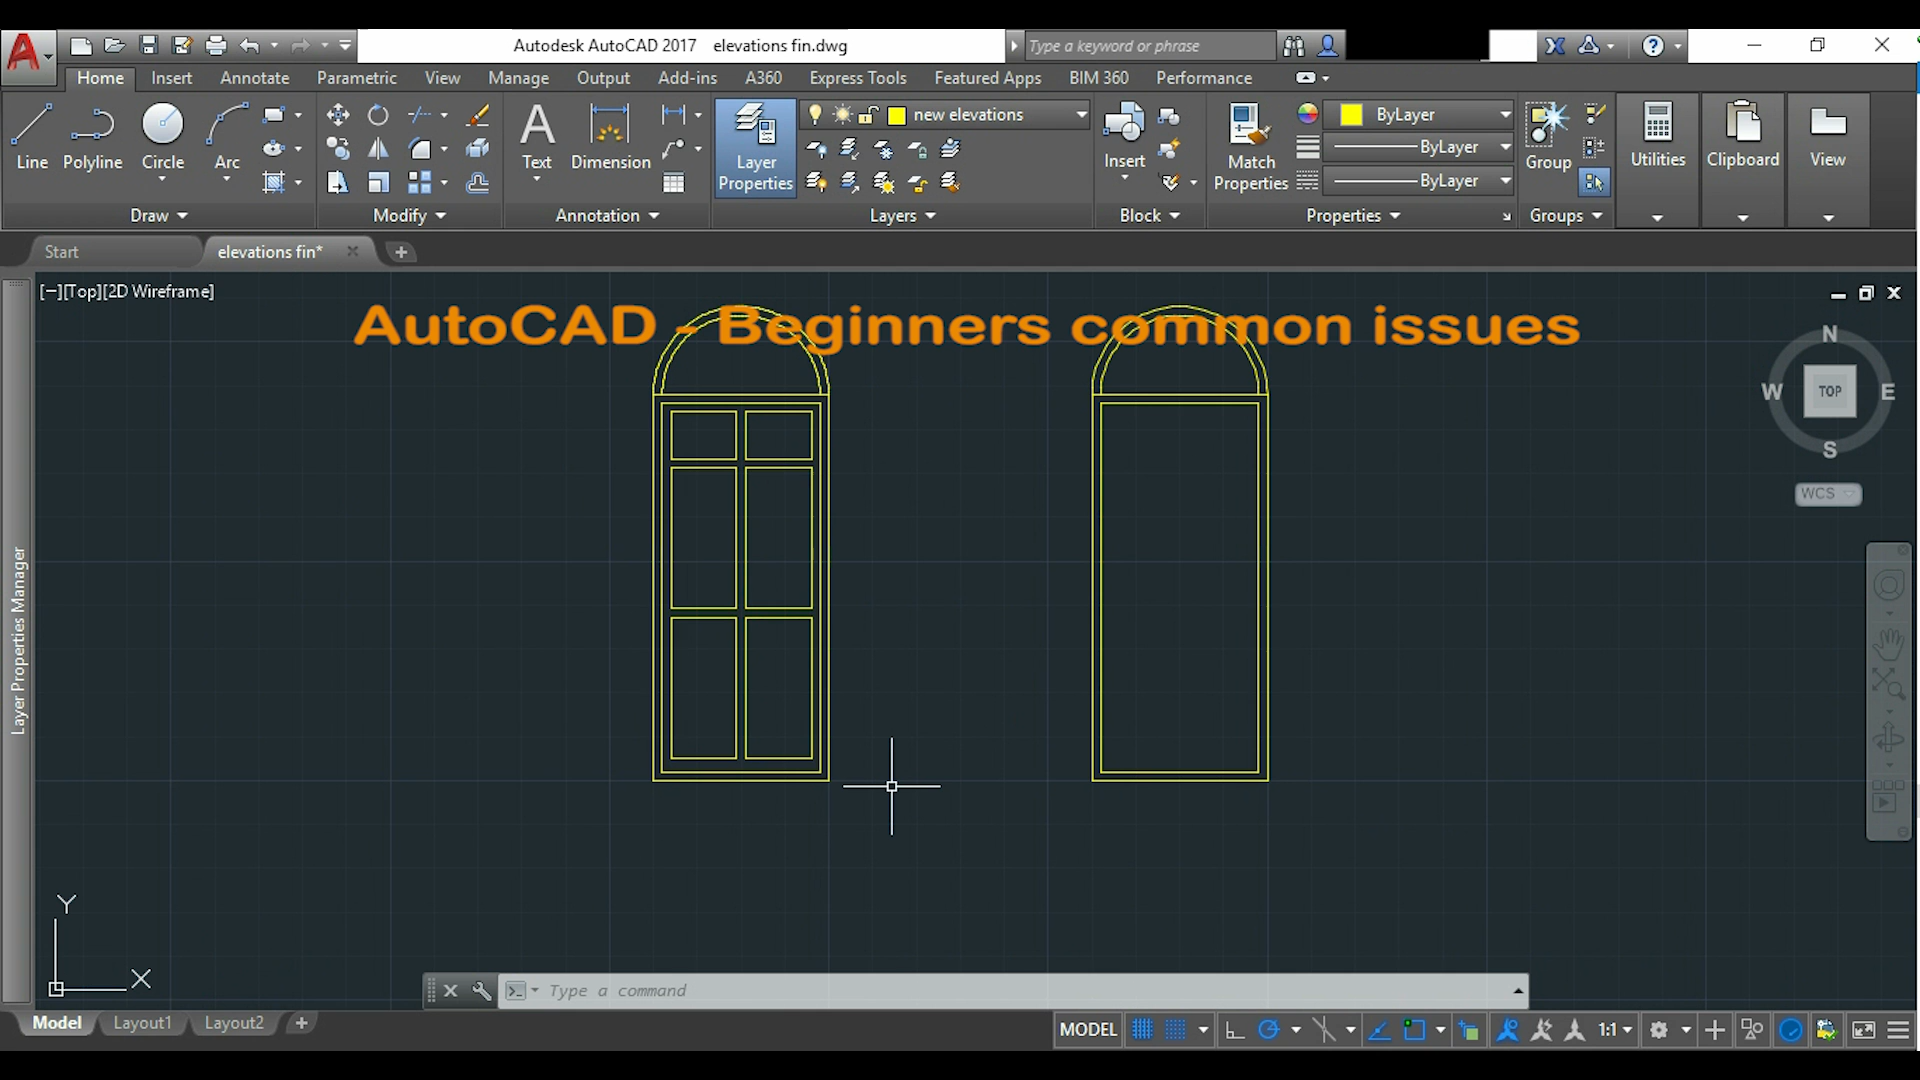 Autodesk AutoCAD 2017 elevations fin.dwg
Type a keyword or phrase
Home Insert Annotate Parametric View Manage Output Add-ins A360 Express Tools Featured Apps BIM 360 Performance
Line Polyline Circle Arc
Text Dimension
Layer Properties
new elevations
Insert
Match Properties
ByLayer
ByLayer
ByLayer
Group
Utilities Clipboard View
Draw Modify Annotation Layers Block Properties Groups
Start elevations fin*
[−][Top][2D Wireframe]
AutoCAD - Beginners common issues
N
W TOP E
S
WCS
Layer Properties Manager
Y
X
Type a command
Model Layout1 Layout2
MODEL 1:1